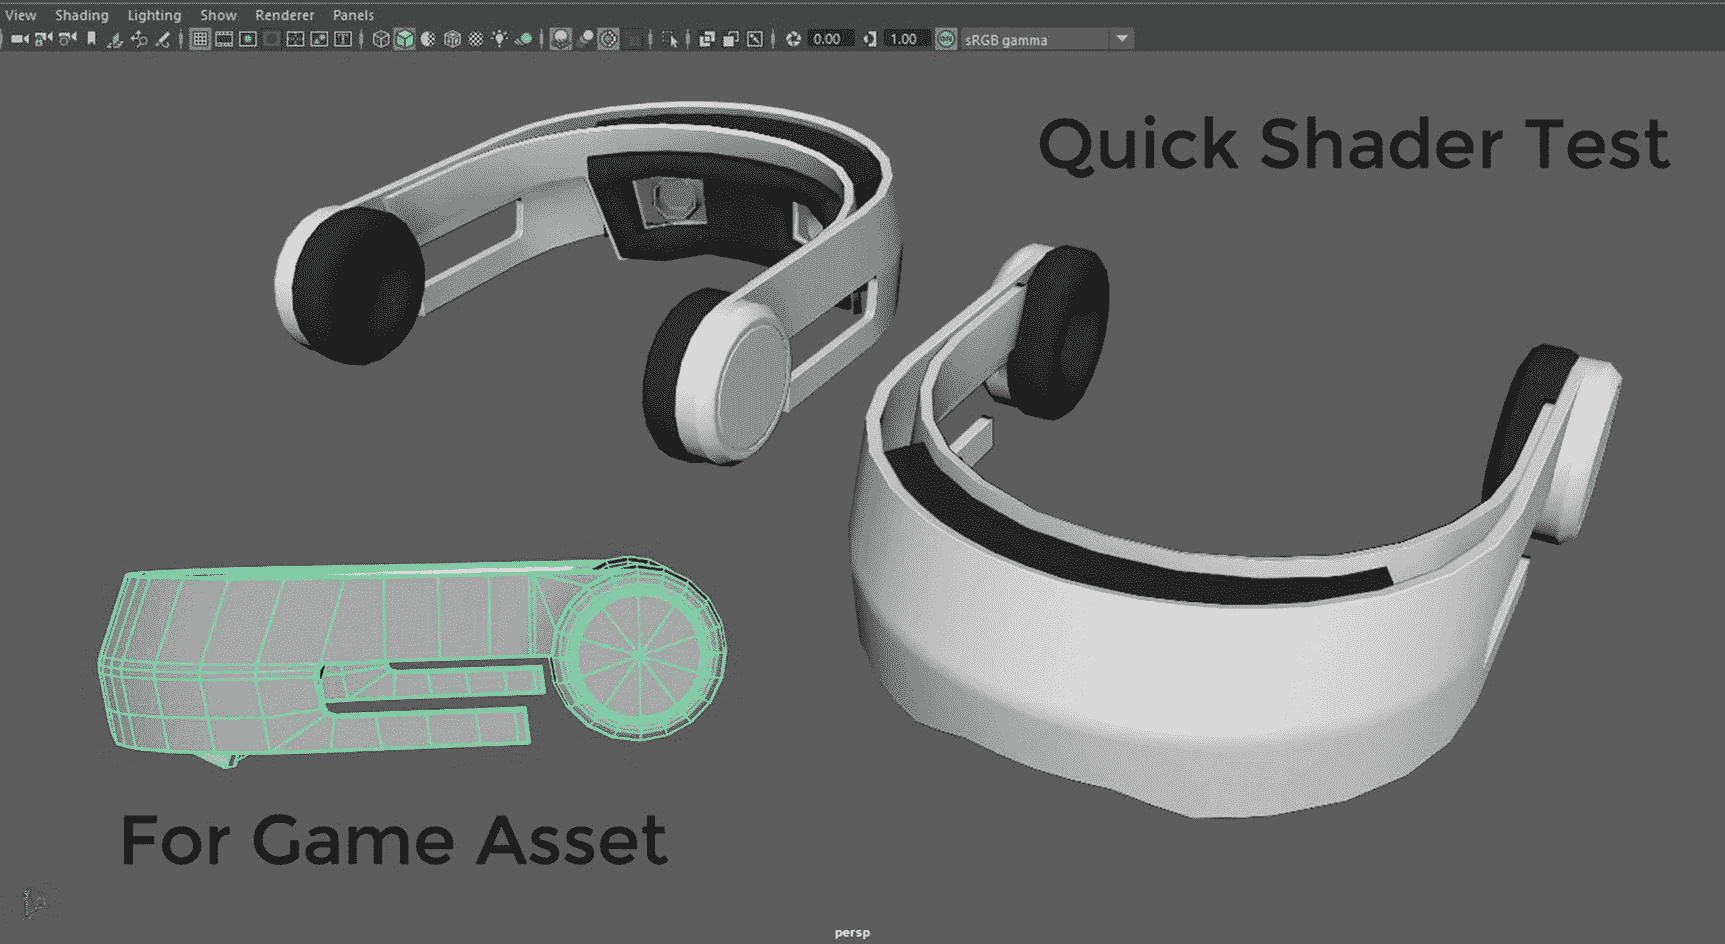 View Shading Lighting Show Renderer Panels
0.00 1.00 sRGB gamma
Quick Shader Test
For Game Asset
persp